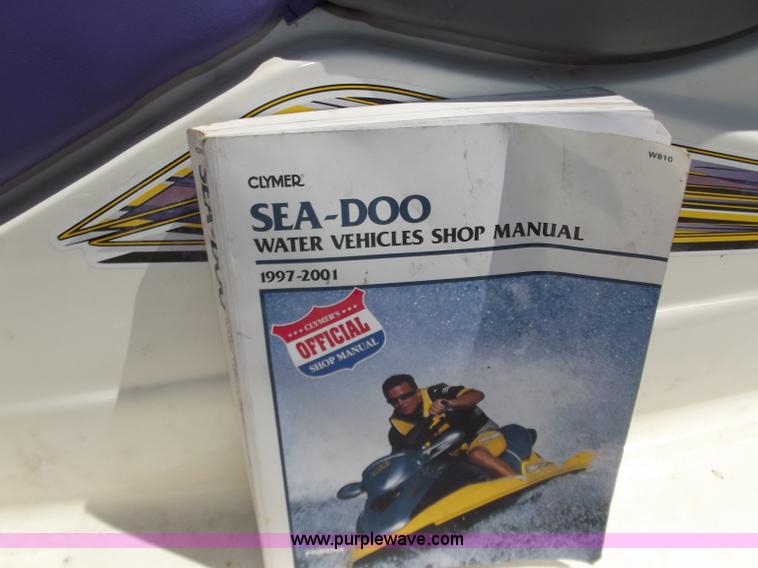 CLYMER
W810
SEA-DOO
WATER VEHICLES SHOP MANUAL
1997-2001
CLYMER'S
OFFICIAL
SHOP MANUAL
SEA-DOO
www.purplewave.com